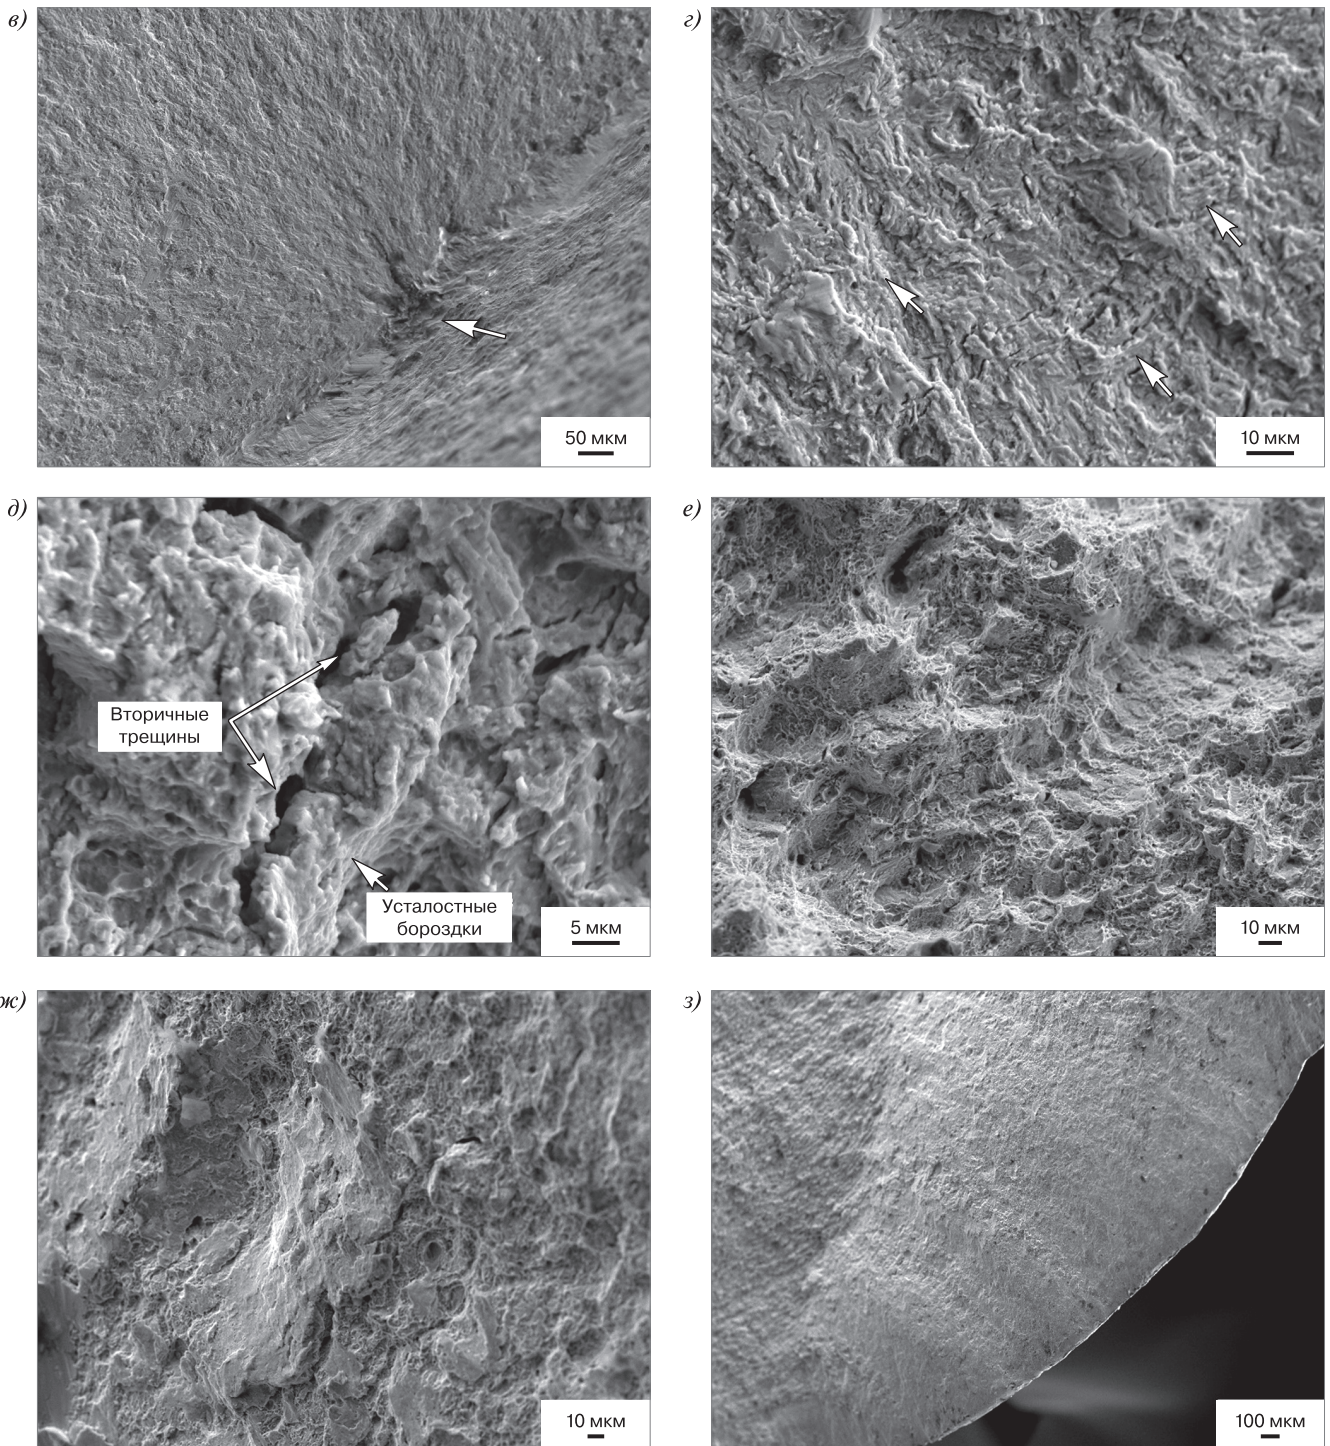 в)
г)
50 мкм
10 мкм
д)
е)
Вторичные
трещины
Усталостные
бороздки
5 мкм
10 мкм
ж)
з)
10 мкм
100 мкм